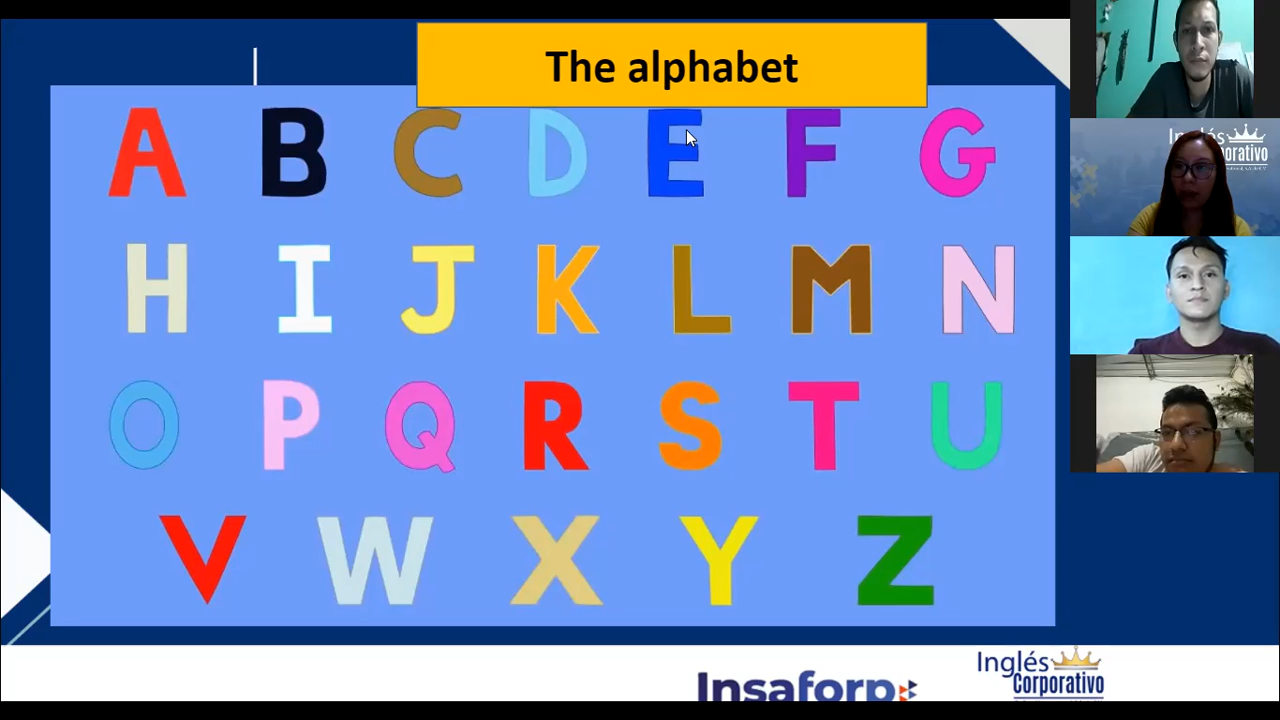 The alphabet
A B C D E F G
H I J K L M N
O P Q R S T U
V W X Y Z
Insaforp
Inglés
Corporativo
Inglés
Corporativo